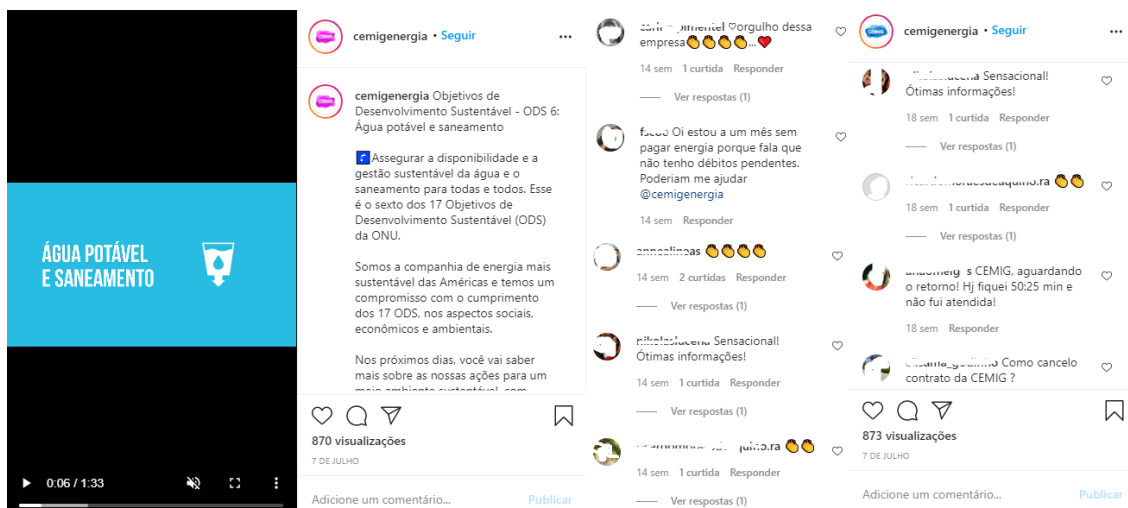 ÁGUA POTÁVEL
E SANEAMENTO
0:06 / 1:33
cemigenergia • Seguir
cemigenergia Objetivos de
Desenvolvimento Sustentável - ODS 6:
Água potável e saneamento
Assegurar a disponibilidade e a
gestão sustentável da água e o
saneamento para todas e todos. Esse
é o sexto dos 17 Objetivos de
Desenvolvimento Sustentável (ODS)
da ONU.
Somos a companhia de energia mais
sustentável das Américas e temos um
compromisso com o cumprimento
dos 17 ODS, nos aspectos sociais,
econômicos e ambientais.
Nos próximos dias, você vai saber
mais sobre as nossas ações para um
meio ambiente sustentável, com
870 visualizações
7 DE JULHO
Adicione um comentário... Publicar
orgulho dessa
empresa👏👏👏👏...❤️
14 sem 1 curtida Responder
Ver respostas (1)
Oi estou a um mês sem
pagar energia porque fala que
não tenho débitos pendentes.
Poderiam me ajudar
@cemigenergia
14 sem Responder
👏👏👏👏
14 sem 2 curtidas Responder
Ver respostas (1)
Sensacional!
Ótimas informações!
14 sem 1 curtida Responder
Ver respostas (1)
👏👏
14 sem 1 curtida Responder
Ver respostas (1)
CEMIG
cemigenergia • Seguir
Sensacional!
Ótimas informações!
18 sem 1 curtida Responder
Ver respostas (1)
👏👏
18 sem 1 curtida Responder
Ver respostas (1)
CEMIG, aguardando
o retorno! Hj fiquei 50:25 min e
não fui atendida!
18 sem Responder
Como cancelo
contrato da CEMIG ?
873 visualizações
7 DE JULHO
Adicione um comentário... Publicar